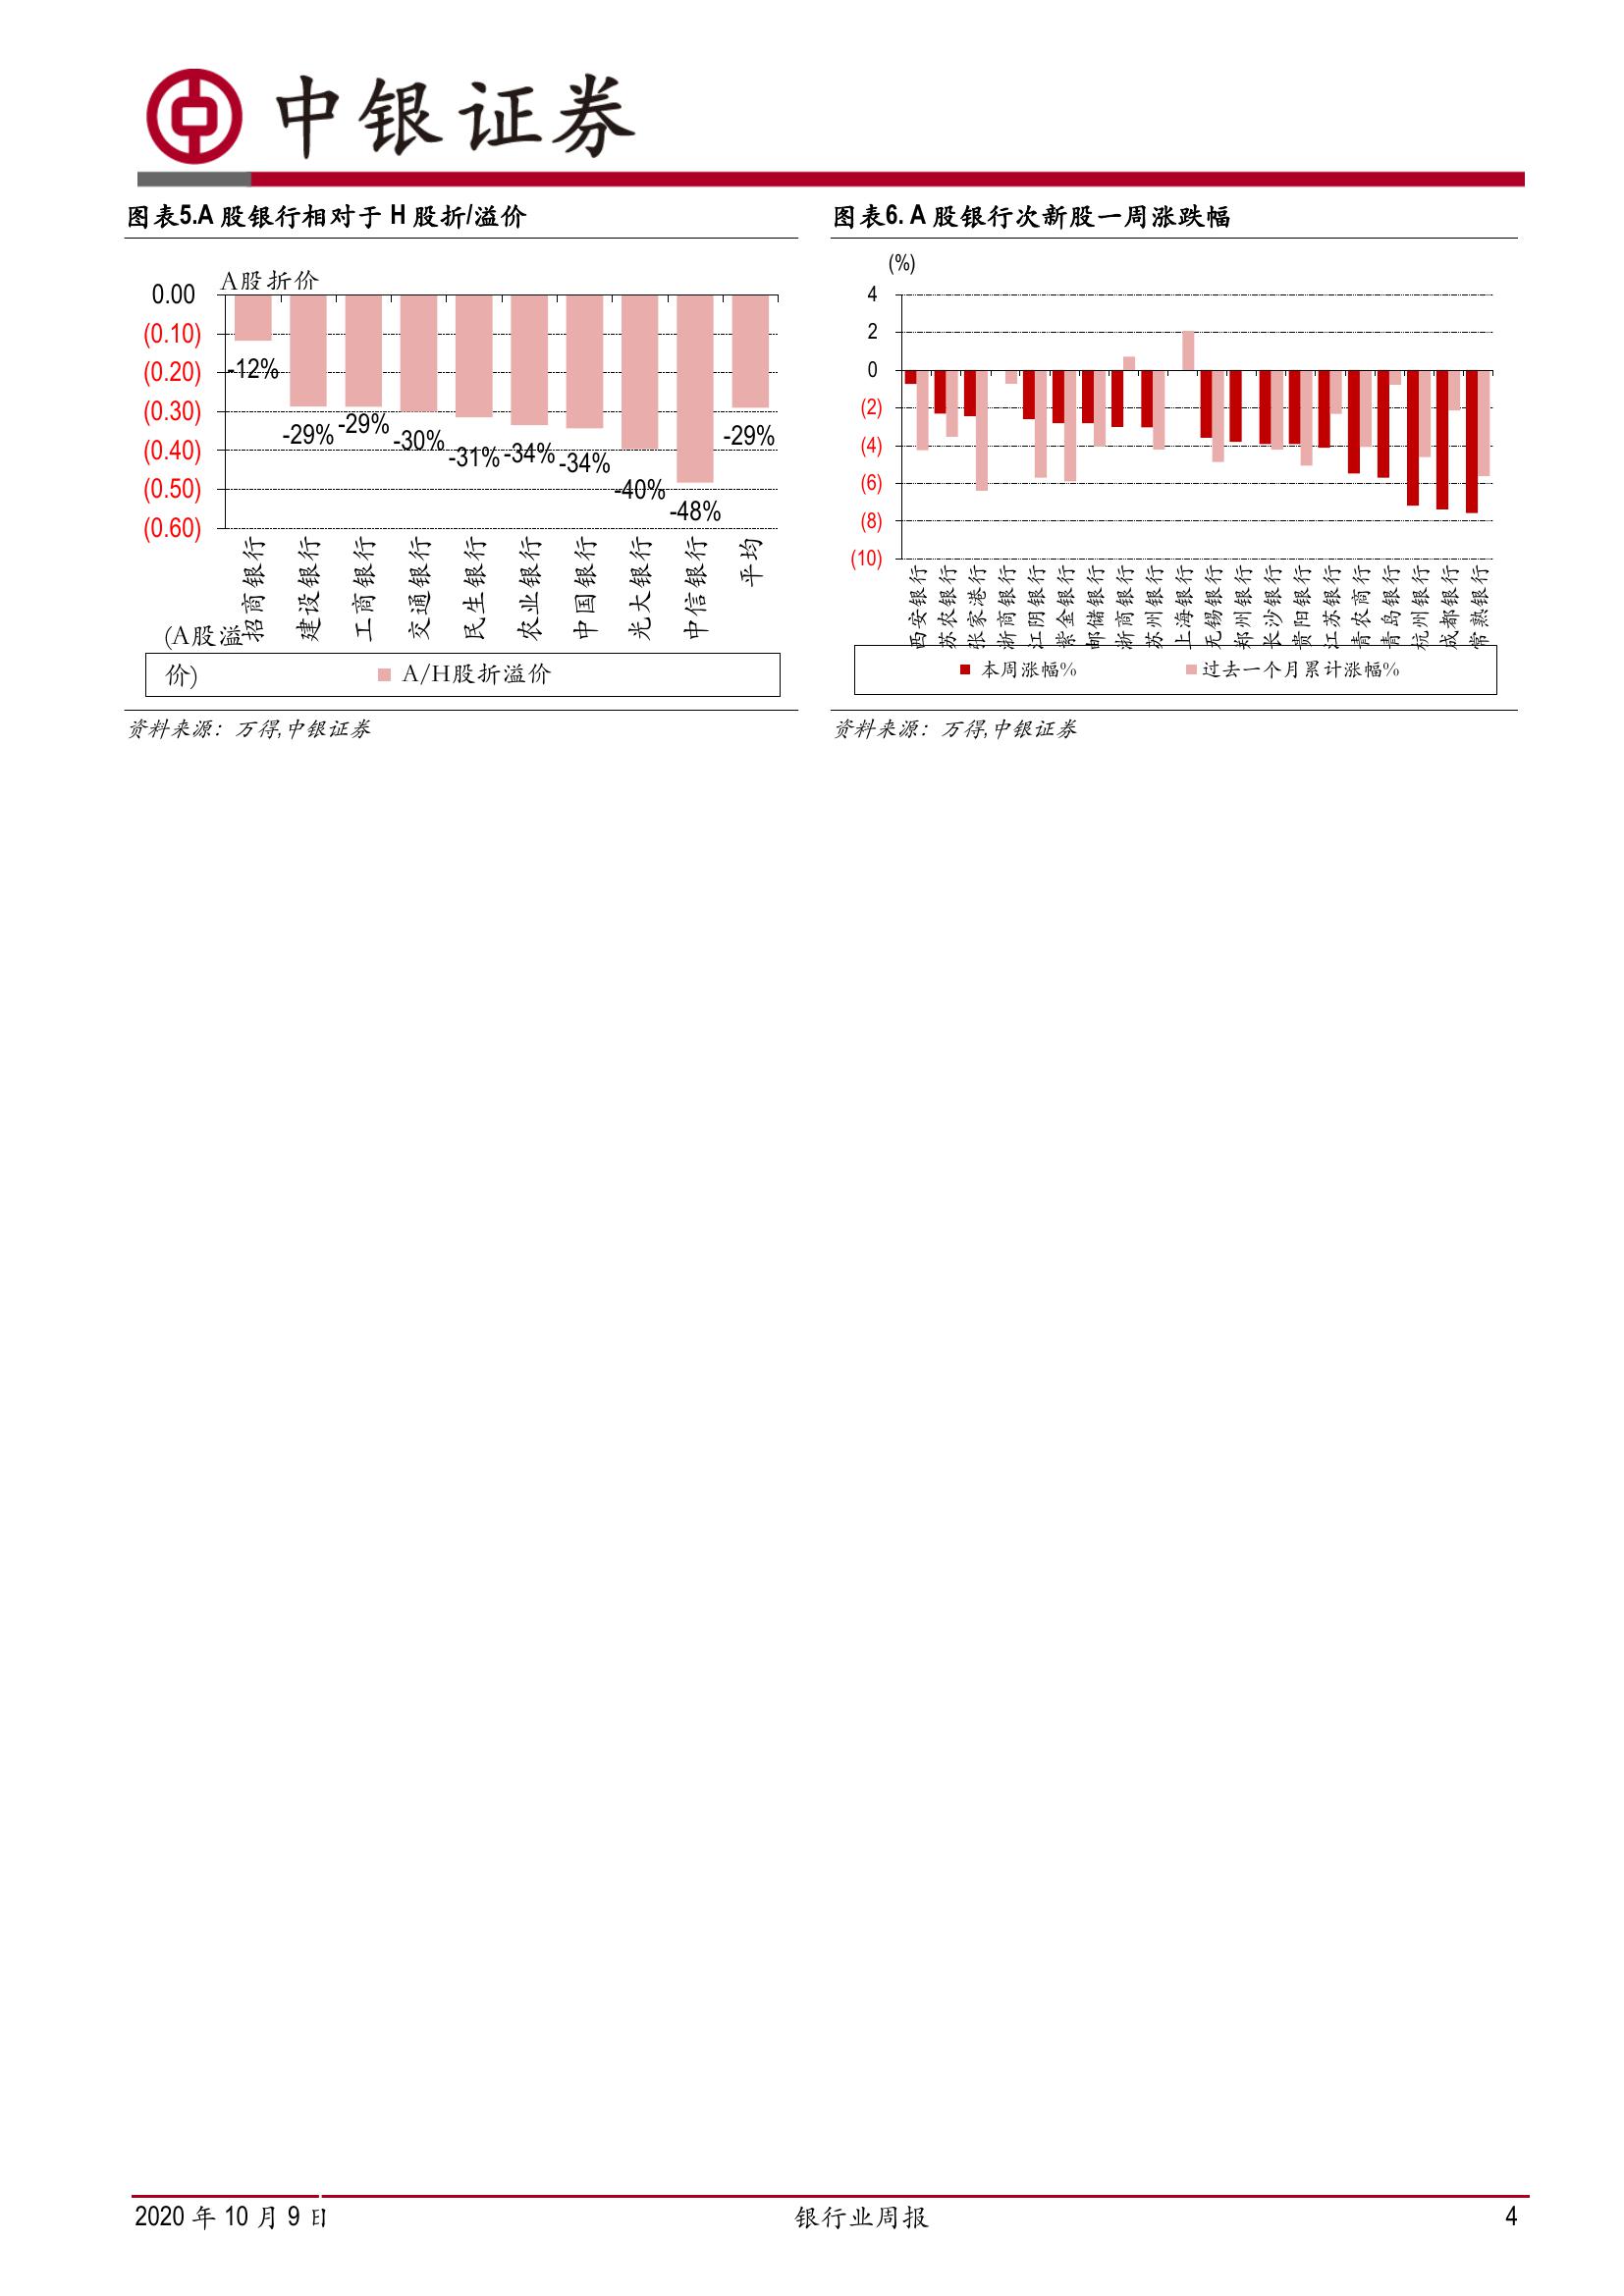 中银证券
图表5.A 股银行相对于 H 股折/溢价
A股折价
0.00
(0.10)
(0.20)
(0.30)
(0.40)
(0.50)
(0.60)
-12%
-29%
-29%
-30%
-31%
-34%
-34%
-40%
-48%
-29%
招商银行
建设银行
工商银行
交通银行
民生银行
农业银行
中国银行
光大银行
中信银行
平均
(A股溢
价)
A/H股折溢价
资料来源：万得,中银证券
图表6. A 股银行次新股一周涨跌幅
(%)
4
2
0
(2)
(4)
(6)
(8)
(10)
西安银行
苏农银行
张家港行
浙商银行
江阴银行
紫金银行
邮储银行
浙商银行
苏州银行
上海银行
无锡银行
郑州银行
长沙银行
贵阳银行
江苏银行
青农商行
青岛银行
杭州银行
成都银行
常熟银行
本周涨幅%
过去一个月累计涨幅%
资料来源：万得,中银证券
2020 年 10 月 9 日
银行业周报
4